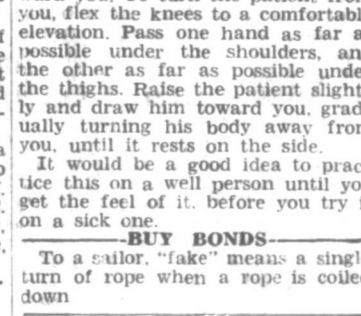 you, flex the knees to a comfortabl
elevation. Pass one hand as far a
possible under the shoulders, an
the other as far as possible unde
the thighs. Raise the patient slight
ly and draw him toward you, grad
ually turning his body away from
you, until it rests on the side.
It would be a good idea to prac
tice this on a well person until yo
get the feel of it. before you try i
on a sick one.
BUY BONDS
To a sailor, "fake" means a singl
turn of rope when a rope is coiled
down